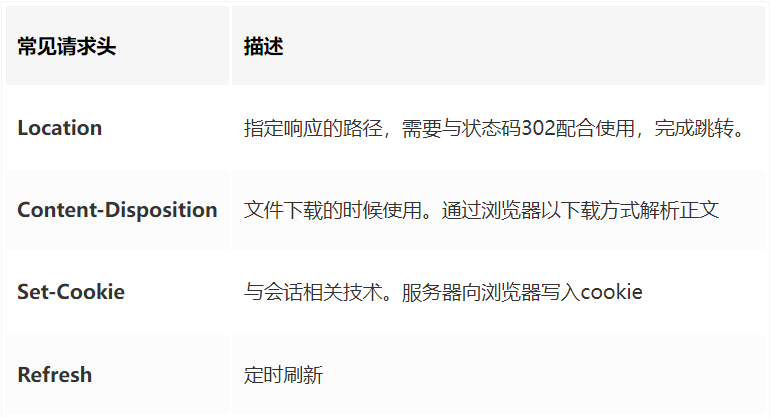 常见请求头 描述
Location 指定响应的路径，需要与状态码302配合使用，完成跳转。
Content-Disposition 文件下载的时候使用。通过浏览器以下载方式解析正文
Set-Cookie 与会话相关技术。服务器向浏览器写入cookie
Refresh 定时刷新